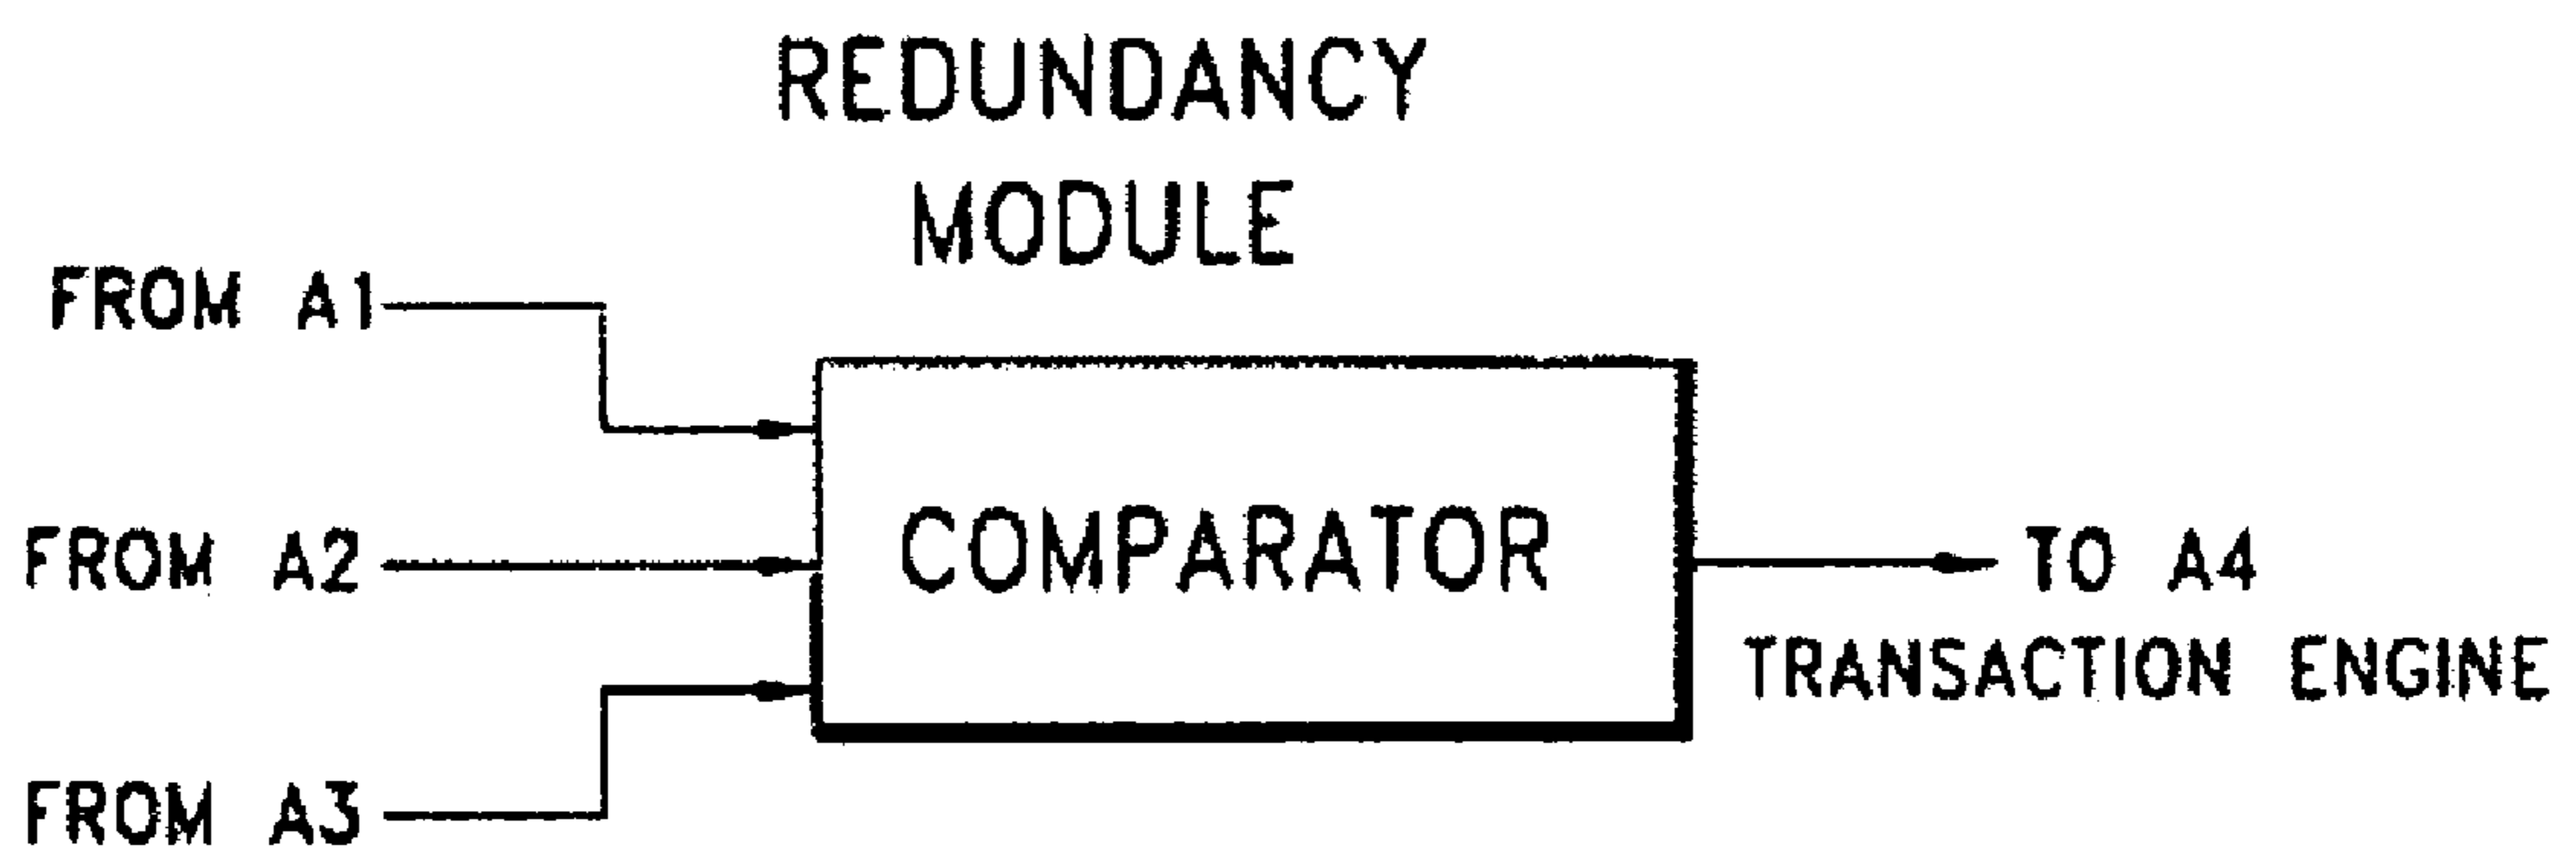 REDUNDANCY
MODULE
FROM A1
FROM A2
FROM A3
COMPARATOR
TO A4
TRANSACTION ENGINE